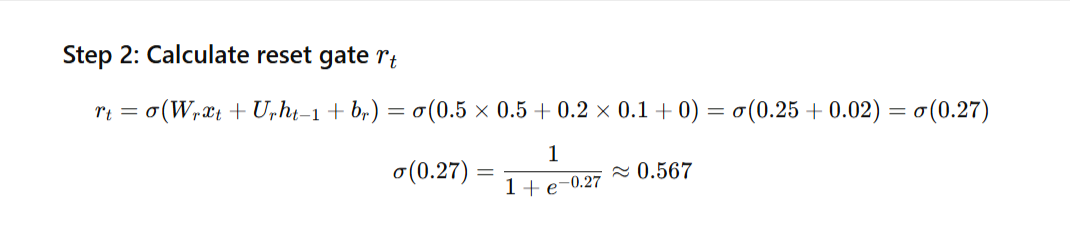 Step 2: Calculate reset gate r_t
r_t = σ(W_r x_t + U_r h_{t−1} + b_r) = σ(0.5 × 0.5 + 0.2 × 0.1 + 0) = σ(0.25 + 0.02) = σ(0.27)
σ(0.27) = \frac{1}{1 + e^{−0.27}} ≈ 0.567